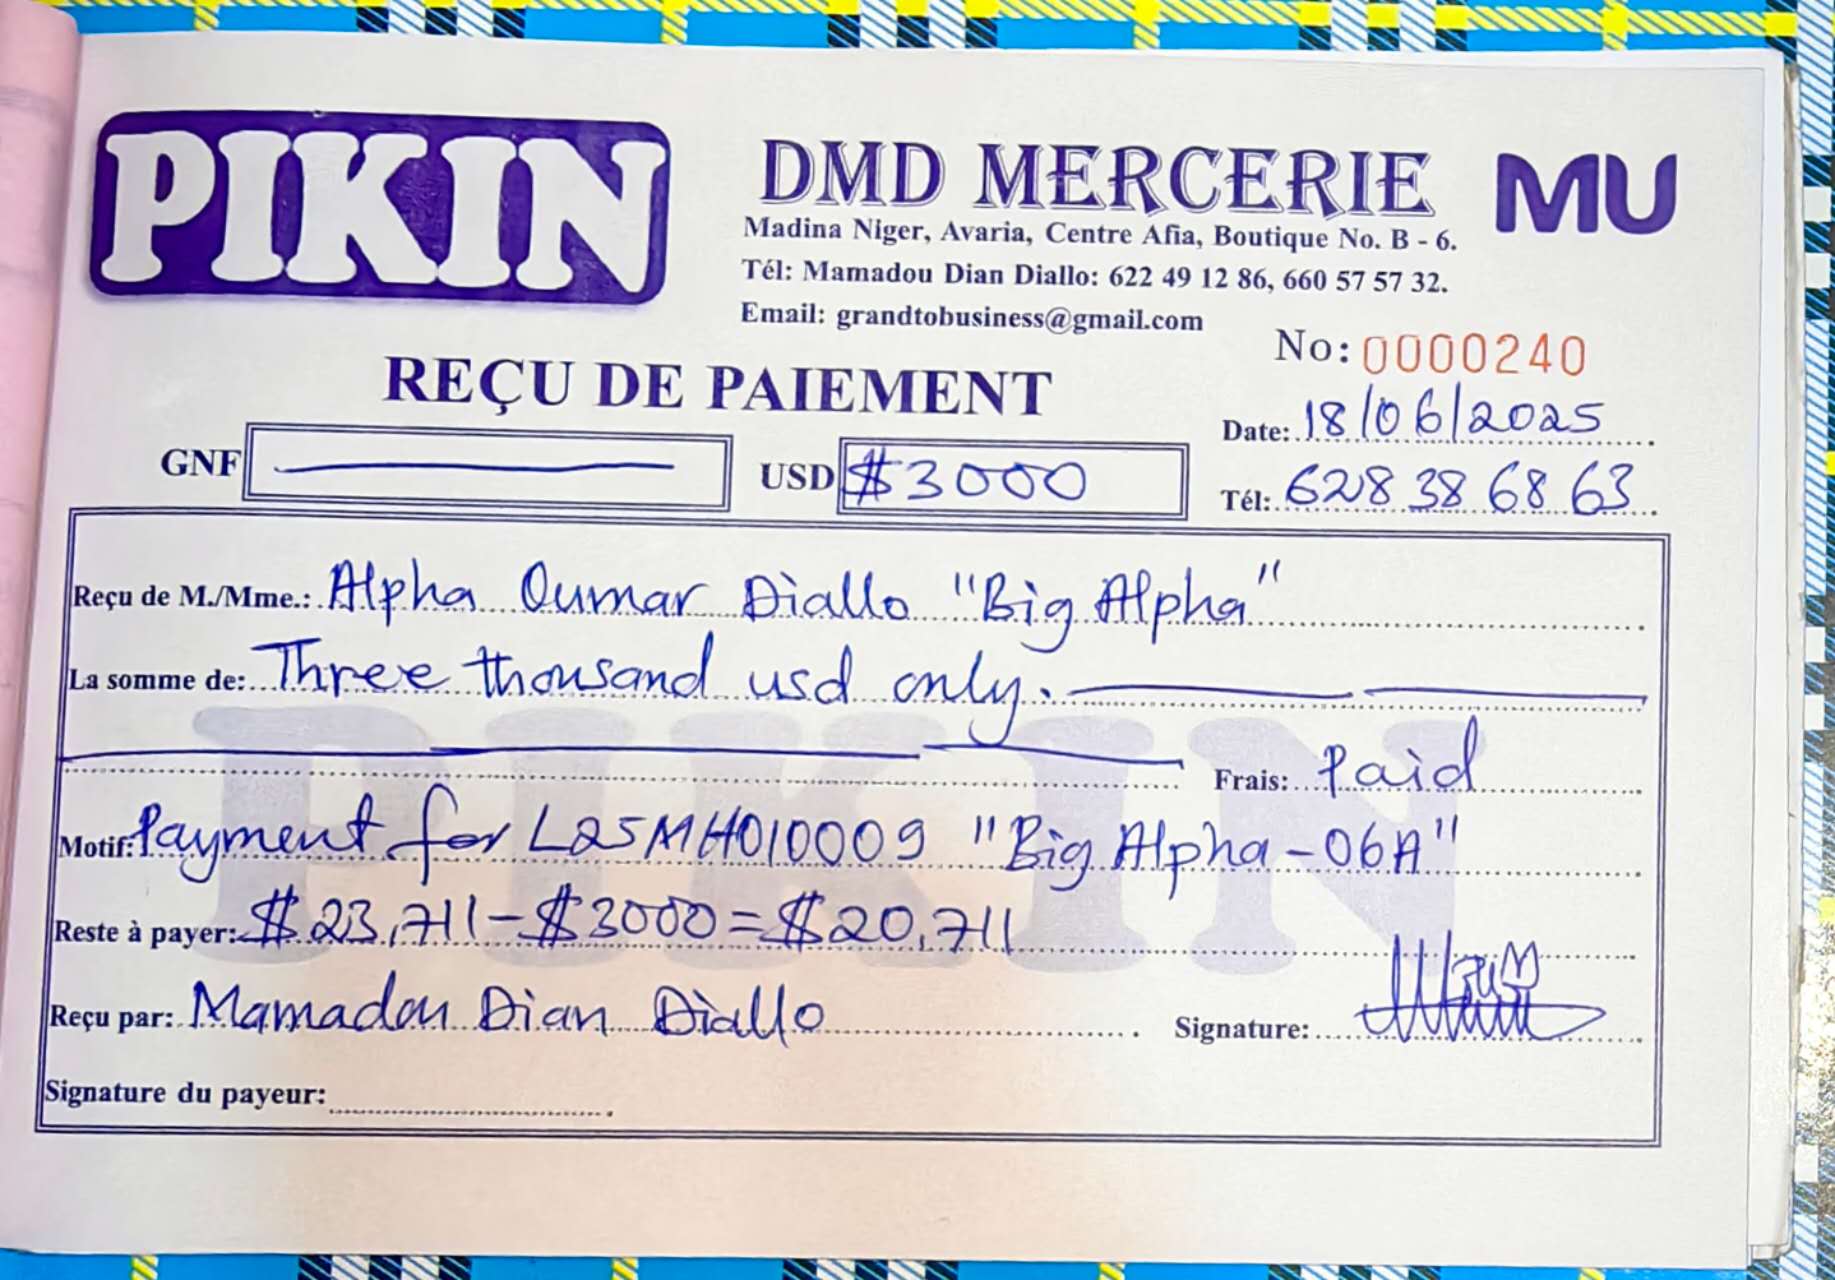 PIKIN
DMD MERCERIE MU
Madina Niger, Avaria, Centre Afia, Boutique No. B - 6.
Tél: Mamadou Dian Diallo: 622 49 12 86, 660 57 57 32.
Email: grandtobusiness@gmail.com
No: 0000240
REÇU DE PAIEMENT
Date: 18/06/2025
GNF
USD $3000
Tél: 628 38 68 63
Reçu de M./Mme.: Alpha Oumar Diallo "Big Alpha"
La somme de: Three thousand usd only.
Frais: Paid
Motif: Payment for L25MH010009 "Big Alpha-06A"
Reste à payer: $23,711-$3000=$20,711
Reçu par: Mamadou Dian Diallo
Signature:
Signature du payeur:
PIKIN